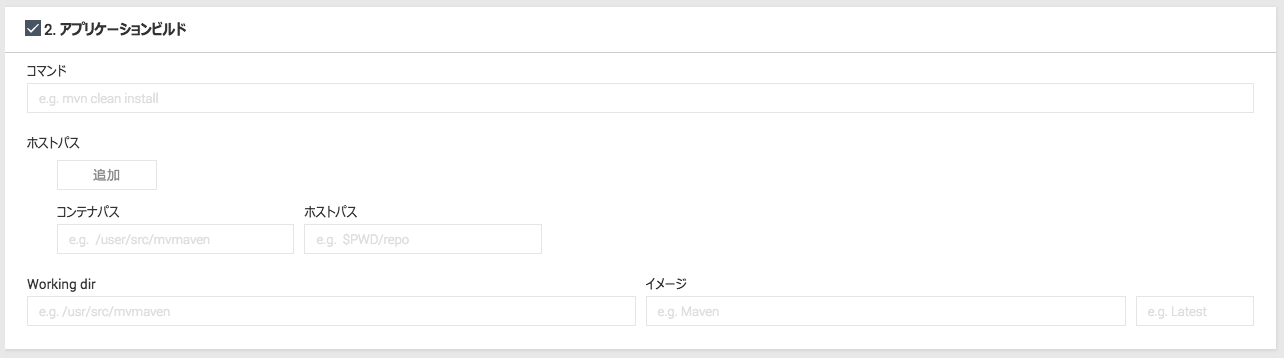 2. アプリケーションビルド
コマンド
e.g. mvn clean install
ホストパス
追加
コンテナパス ホストパス
e.g. /user/src/mvmaven e.g. $PWD/repo
Working dir イメージ
e.g. /usr/src/mvmaven e.g. Maven e.g. Latest